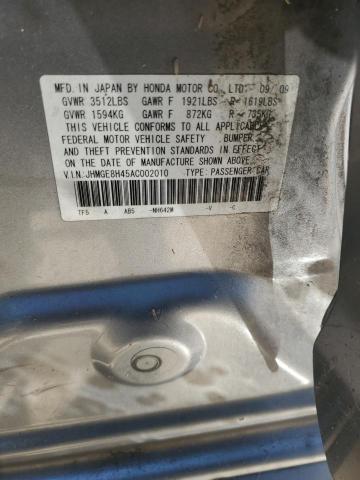 MFD. IN JAPAN BY HONDA MOTOR CO., LTD. 09/09
GVWR 3512LBS GAWR F 1921LBS R 1619LBS
GVWR 1594KG GAWR F 872KG R 735KG
THIS VEHICLE CONFORMS TO ALL APPLICABLE
FEDERAL MOTOR VEHICLE SAFETY, BUMPER,
AND THEFT PREVENTION STANDARDS IN EFFECT
ON THE DATE OF MANUFACTURE SHOWN ABOVE.
V.I.N. JHMGE8H45AC002010 TYPE: PASSENGER CAR
TF5 A AB5 -NH642M -V -C